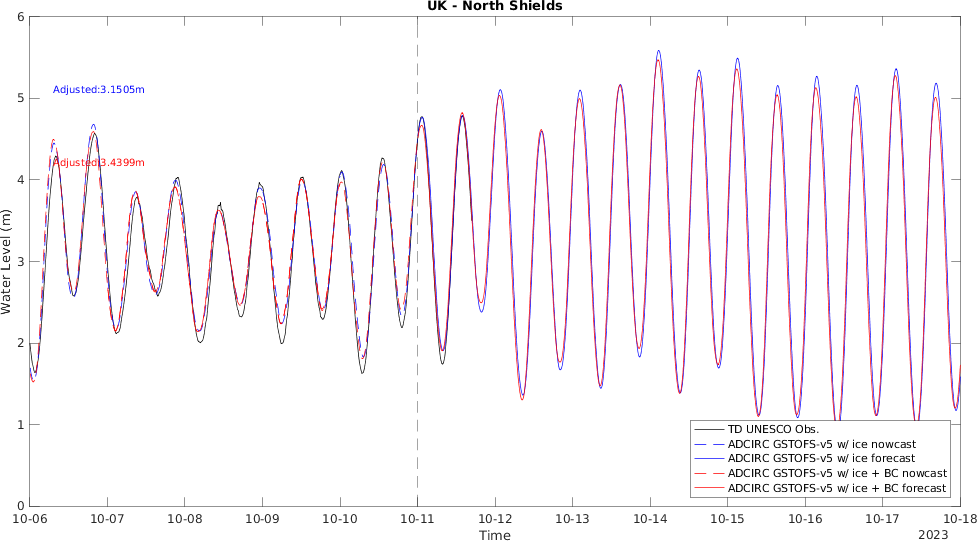 UK - North Shields
6
5
4
3
2
1
0
Water Level (m)
Adjusted:3.1505m
Adjusted:3.4399m
TD UNESCO Obs.
ADCIRC GSTOFS-v5 w/ ice nowcast
ADCIRC GSTOFS-v5 w/ ice forecast
ADCIRC GSTOFS-v5 w/ ice + BC nowcast
ADCIRC GSTOFS-v5 w/ ice + BC forecast
10-06 10-07 10-08 10-09 10-10 10-11 10-12 10-13 10-14 10-15 10-16 10-17 10-18
Time
2023